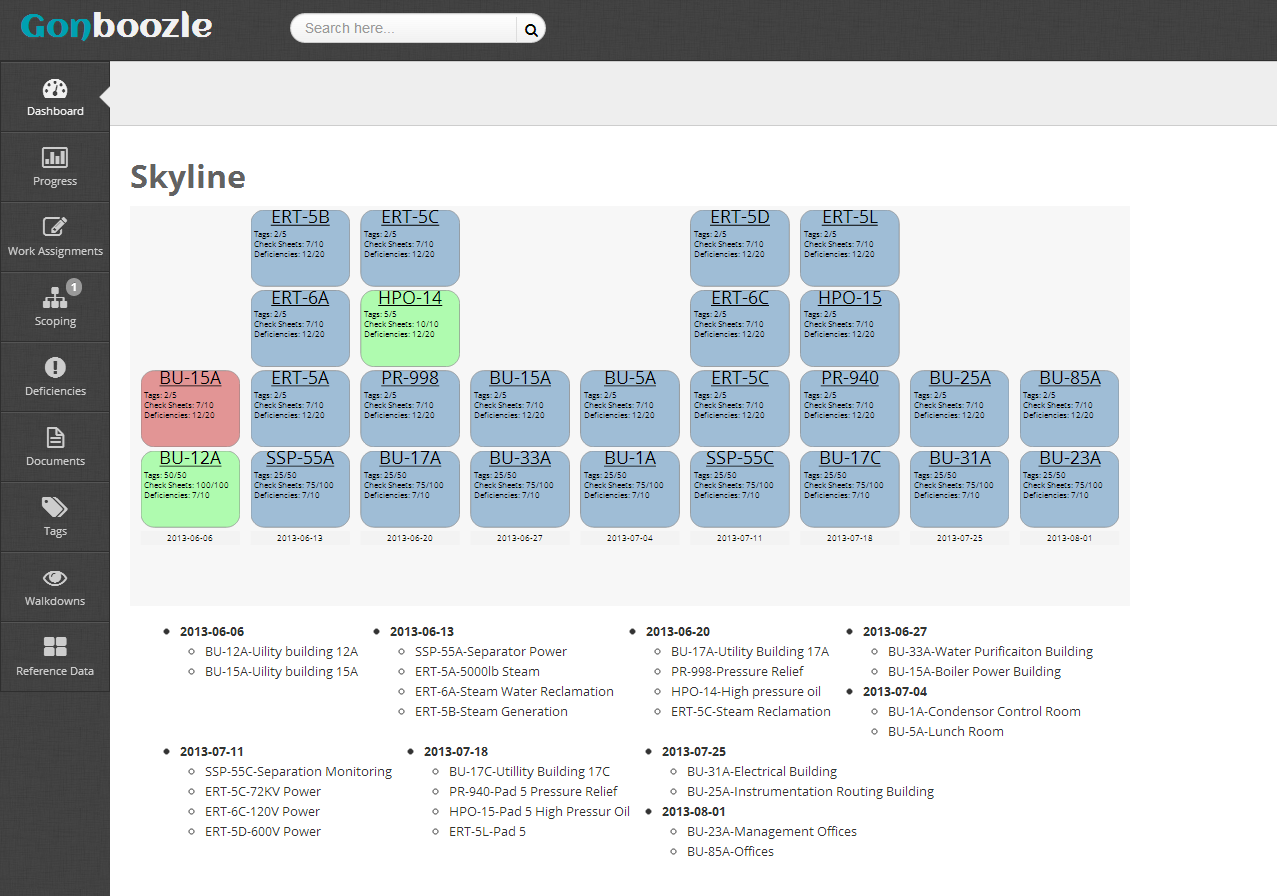 Gonboozle
Search here...
Dashboard
Progress
Work Assignments
1
Scoping
Deficiencies
Documents
Tags
Walkdowns
Reference Data
Skyline
ERT-5B ERT-5C ERT-5D ERT-5L
Tags: 2/5 Tags: 2/5 Tags: 2/5 Tags: 2/5
Check Sheets: 7/10 Check Sheets: 7/10 Check Sheets: 7/10 Check Sheets: 7/10
Deficiencies: 12/20 Deficiencies: 12/20 Deficiencies: 12/20 Deficiencies: 12/20
ERT-6A HPO-14 ERT-6C HPO-15
Tags: 2/5 Tags: 5/5 Tags: 2/5 Tags: 2/5
Check Sheets: 7/10 Check Sheets: 10/10 Check Sheets: 7/10 Check Sheets: 7/10
Deficiencies: 12/20 Deficiencies: 12/20 Deficiencies: 12/20 Deficiencies: 12/20
BU-15A ERT-5A PR-998 BU-15A BU-5A ERT-5C PR-940 BU-25A BU-85A
Tags: 2/5 Tags: 2/5 Tags: 2/5 Tags: 2/5 Tags: 2/5 Tags: 2/5 Tags: 2/5 Tags: 2/5 Tags: 2/5
Check Sheets: 7/10 Check Sheets: 7/10 Check Sheets: 7/10 Check Sheets: 7/10 Check Sheets: 7/10 Check Sheets: 7/10 Check Sheets: 7/10 Check Sheets: 7/10 Check Sheets: 7/10
Deficiencies: 12/20 Deficiencies: 12/20 Deficiencies: 12/20 Deficiencies: 12/20 Deficiencies: 12/20 Deficiencies: 12/20 Deficiencies: 12/20 Deficiencies: 12/20 Deficiencies: 12/20
BU-12A SSP-55A BU-17A BU-33A BU-1A SSP-55C BU-17C BU-31A BU-23A
Tags: 50/50 Tags: 25/50 Tags: 25/50 Tags: 25/50 Tags: 25/50 Tags: 25/50 Tags: 25/50 Tags: 25/50 Tags: 25/50
Check Sheets: 100/100 Check Sheets: 75/100 Check Sheets: 75/100 Check Sheets: 75/100 Check Sheets: 75/100 Check Sheets: 75/100 Check Sheets: 75/100 Check Sheets: 75/100 Check Sheets: 75/100
Deficiencies: 7/10 Deficiencies: 7/10 Deficiencies: 7/10 Deficiencies: 7/10 Deficiencies: 7/10 Deficiencies: 7/10 Deficiencies: 7/10 Deficiencies: 7/10 Deficiencies: 7/10
2013-06-06 2013-06-13 2013-06-20 2013-06-27 2013-07-04 2013-07-11 2013-07-18 2013-07-25 2013-08-01
2013-06-06
BU-12A-Uility building 12A
BU-15A-Uility building 15A
2013-06-13
SSP-55A-Separator Power
ERT-5A-5000lb Steam
ERT-6A-Steam Water Reclamation
ERT-5B-Steam Generation
2013-06-20
BU-17A-Utility Building 17A
PR-998-Pressure Relief
HPO-14-High pressure oil
ERT-5C-Steam Reclamation
2013-06-27
BU-33A-Water Purificaiton Building
BU-15A-Boiler Power Building
2013-07-04
BU-1A-Condensor Control Room
BU-5A-Lunch Room
2013-07-11
SSP-55C-Separation Monitoring
ERT-5C-72KV Power
ERT-6C-120V Power
ERT-5D-600V Power
2013-07-18
BU-17C-Utillity Building 17C
PR-940-Pad 5 Pressure Relief
HPO-15-Pad 5 High Pressur Oil
ERT-5L-Pad 5
2013-07-25
BU-31A-Electrical Building
BU-25A-Instrumentation Routing Building
2013-08-01
BU-23A-Management Offices
BU-85A-Offices